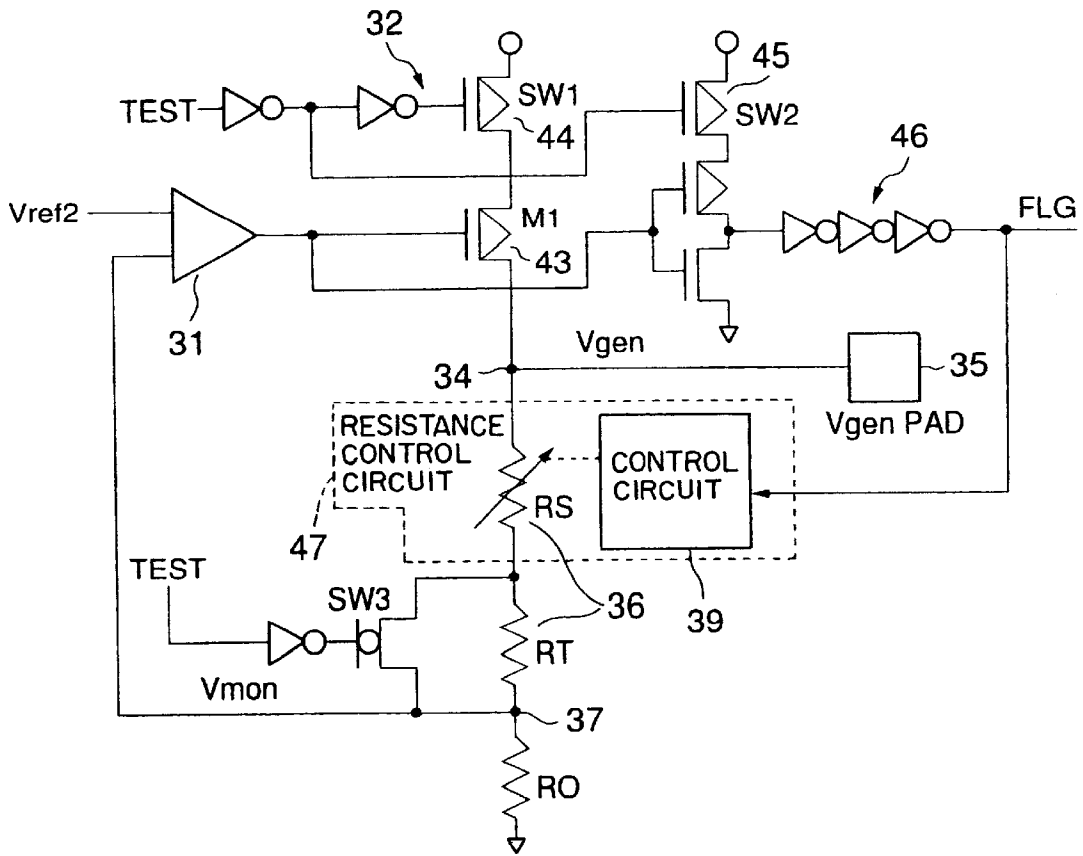 32
45
TEST
SW1
44
SW2
46
Vref2
M1
43
FLG
31
Vgen
34
35
Vgen PAD
RESISTANCE
CONTROL
CIRCUIT
CONTROL
CIRCUIT
RS
47
TEST
SW3
36
39
RT
Vmon
37
RO